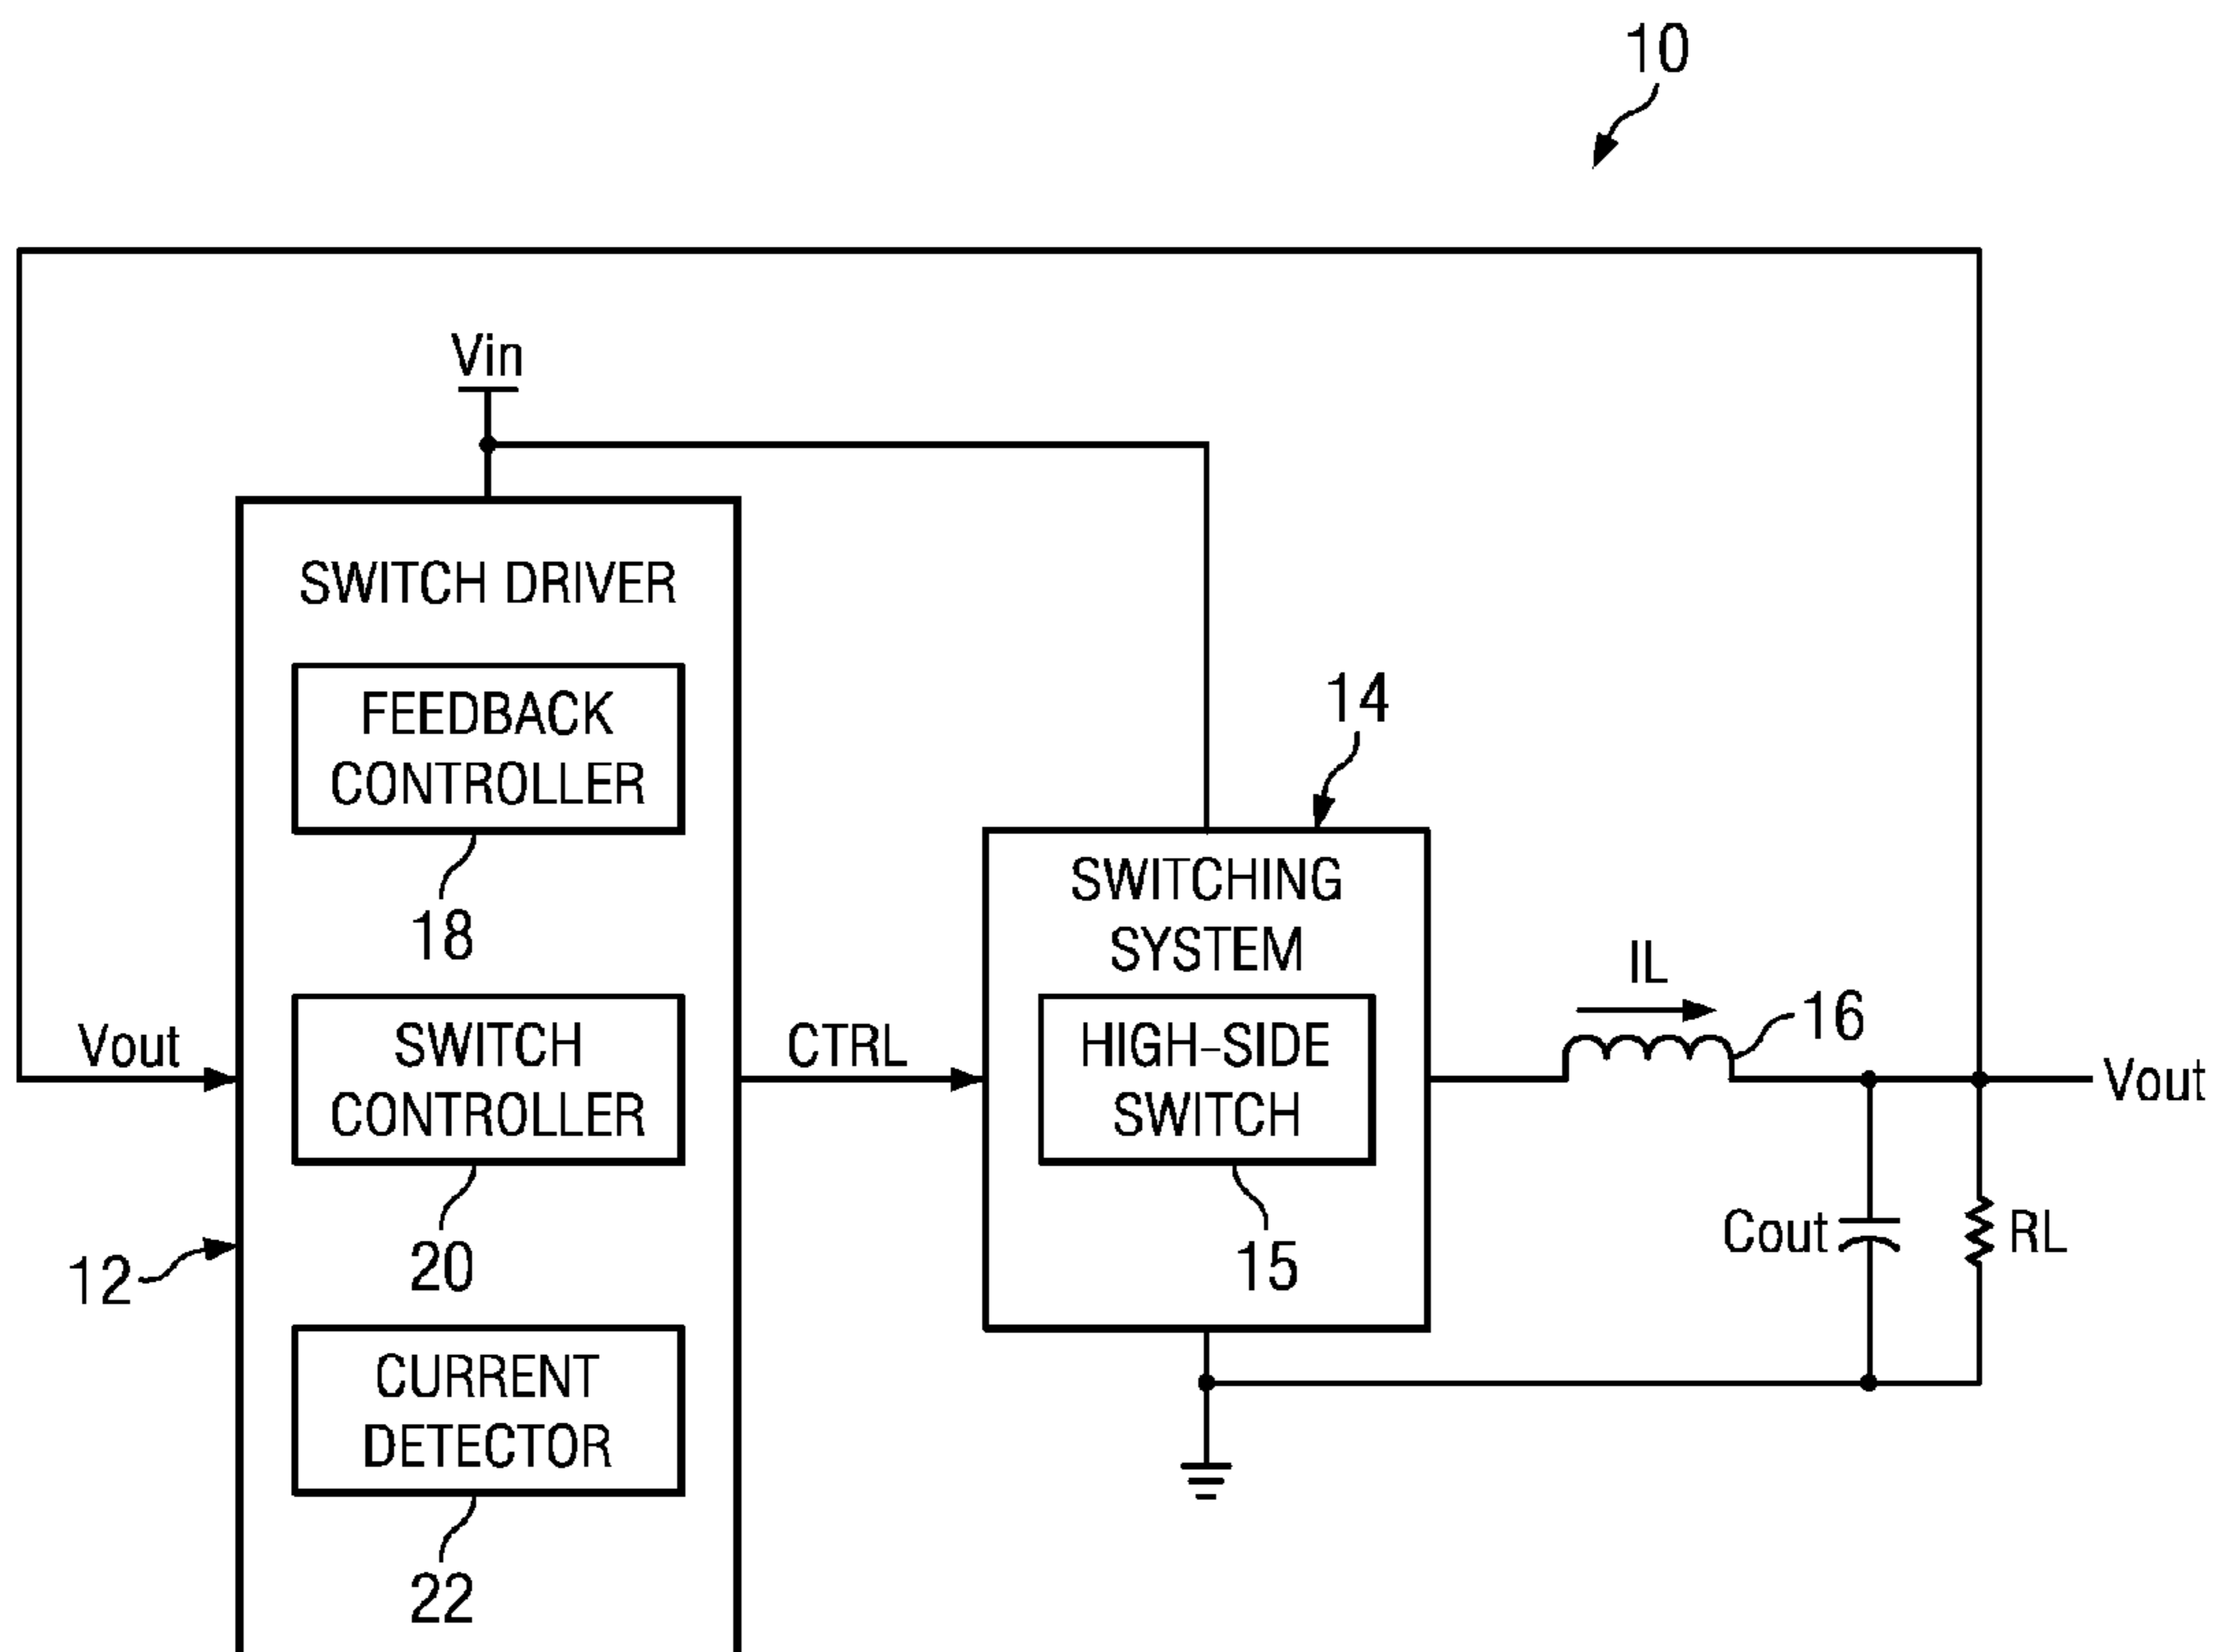 10
Vin
SWITCH DRIVER
FEEDBACK
CONTROLLER
18
Vout
SWITCH
CONTROLLER
20
12
CURRENT
DETECTOR
22
CTRL
14
SWITCHING
SYSTEM
HIGH-SIDE
SWITCH
15
IL
16
Vout
Cout
RL